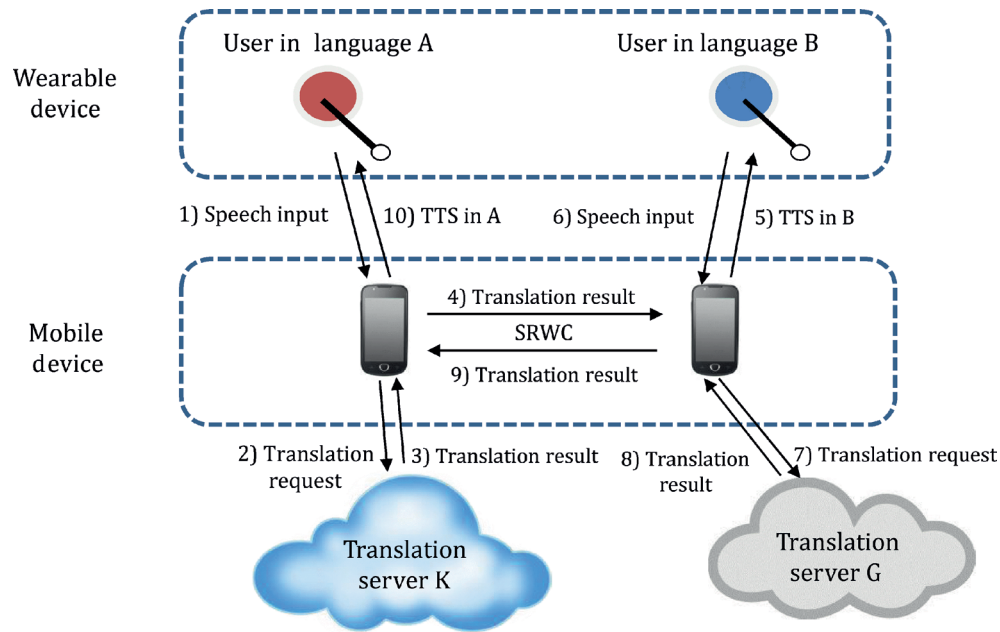 User in language A
User in language B
Wearable
device
1) Speech input
10) TTS in A
6) Speech input
5) TTS in B
Mobile
device
4) Translation result
SRWC
9) Translation result
2) Translation
request
3) Translation result
8) Translation
result
7) Translation request
Translation
server K
Translation
server G